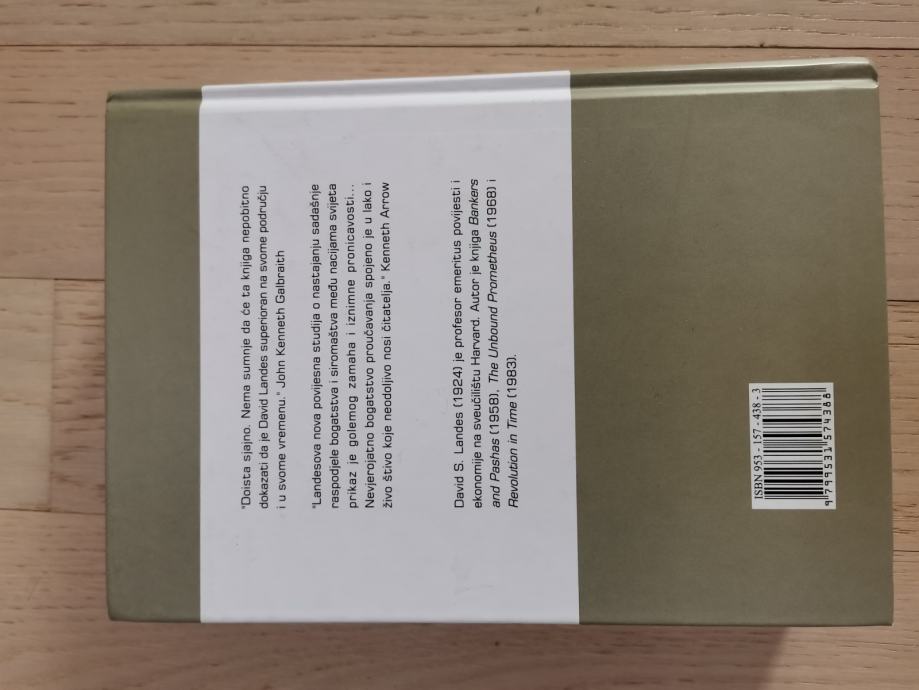 "Doista sjajno. Nema sumnje da će ta knjiga nepobitno
dokazati da je David Landes superioran na svome području
i u svome vremenu." John Kenneth Galbraith
"Landesova nova povijesna studija o nastajanju sadašnje
raspodjele bogatstva i siromaštva među nacijama svijeta
prikaz je golemog zamaha i iznimne pronicavosti...
Nevjerojatno bogatstvo proučavanja spojeno je u lako i
živo štivo koje neodoljivo nosi čitatelja." Kenneth Arrow
David S. Landes (1924) je profesor emeritus povijesti i
ekonomije na sveučilištu Harvard. Autor je knjiga Bankers
and Pashas (1958), The Unbound Prometheus (1968) i
Revolution in Time (1983).
ISBN 953 - 157 - 438 - 3
9799531574388